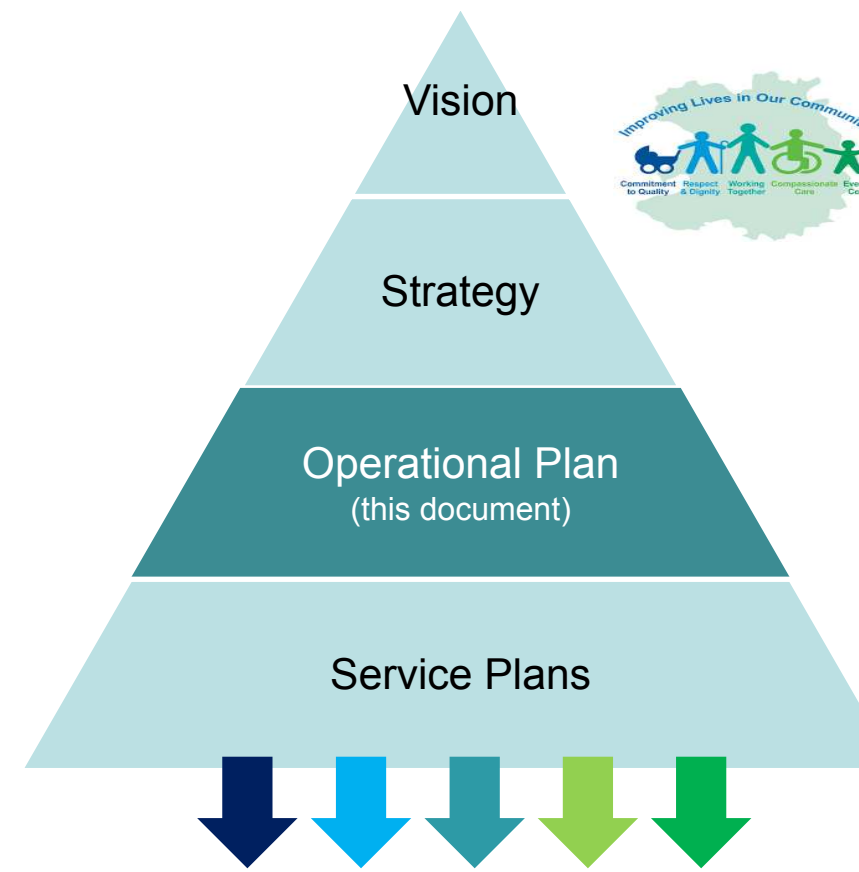 Vision
Improving Lives in Our
Commitment Respect Working Compassionate
to Quality & Dignity Together Care
Strategy
Operational Plan
(this document)
Service Plans